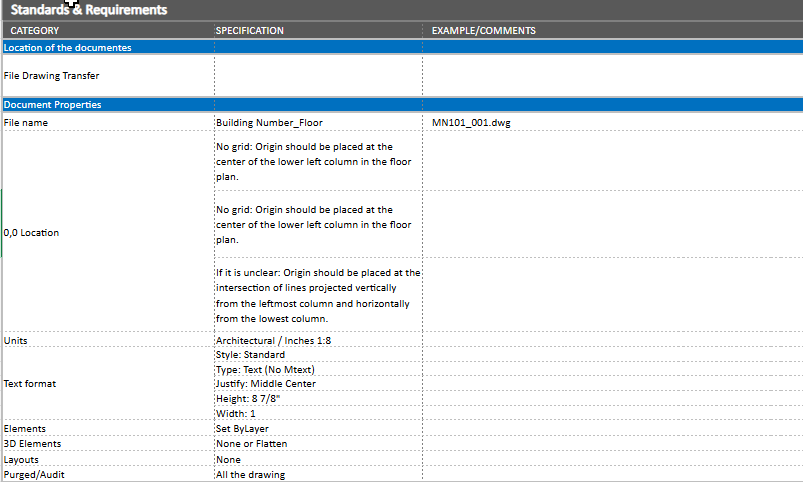 Standards & Requirements
CATEGORY SPECIFICATION EXAMPLE/COMMENTS
Location of the documentes
File Drawing Transfer
Document Properties
File name Building Number_Floor MN101_001.dwg
No grid: Origin should be placed at the
center of the lower left column in the floor
plan.
No grid: Origin should be placed at the
center of the lower left column in the floor
plan.
0,0 Location
If it is unclear: Origin should be placed at the
intersection of lines projected vertically
from the leftmost column and horizontally
from the lowest column.
Units Architectural / Inches 1:8
Style: Standard
Type: Text (No Mtext)
Text format Justify: Middle Center
Height: 8 7/8"
Width: 1
Elements Set ByLayer
3D Elements None or Flatten
Layouts None
Purged/Audit All the drawing